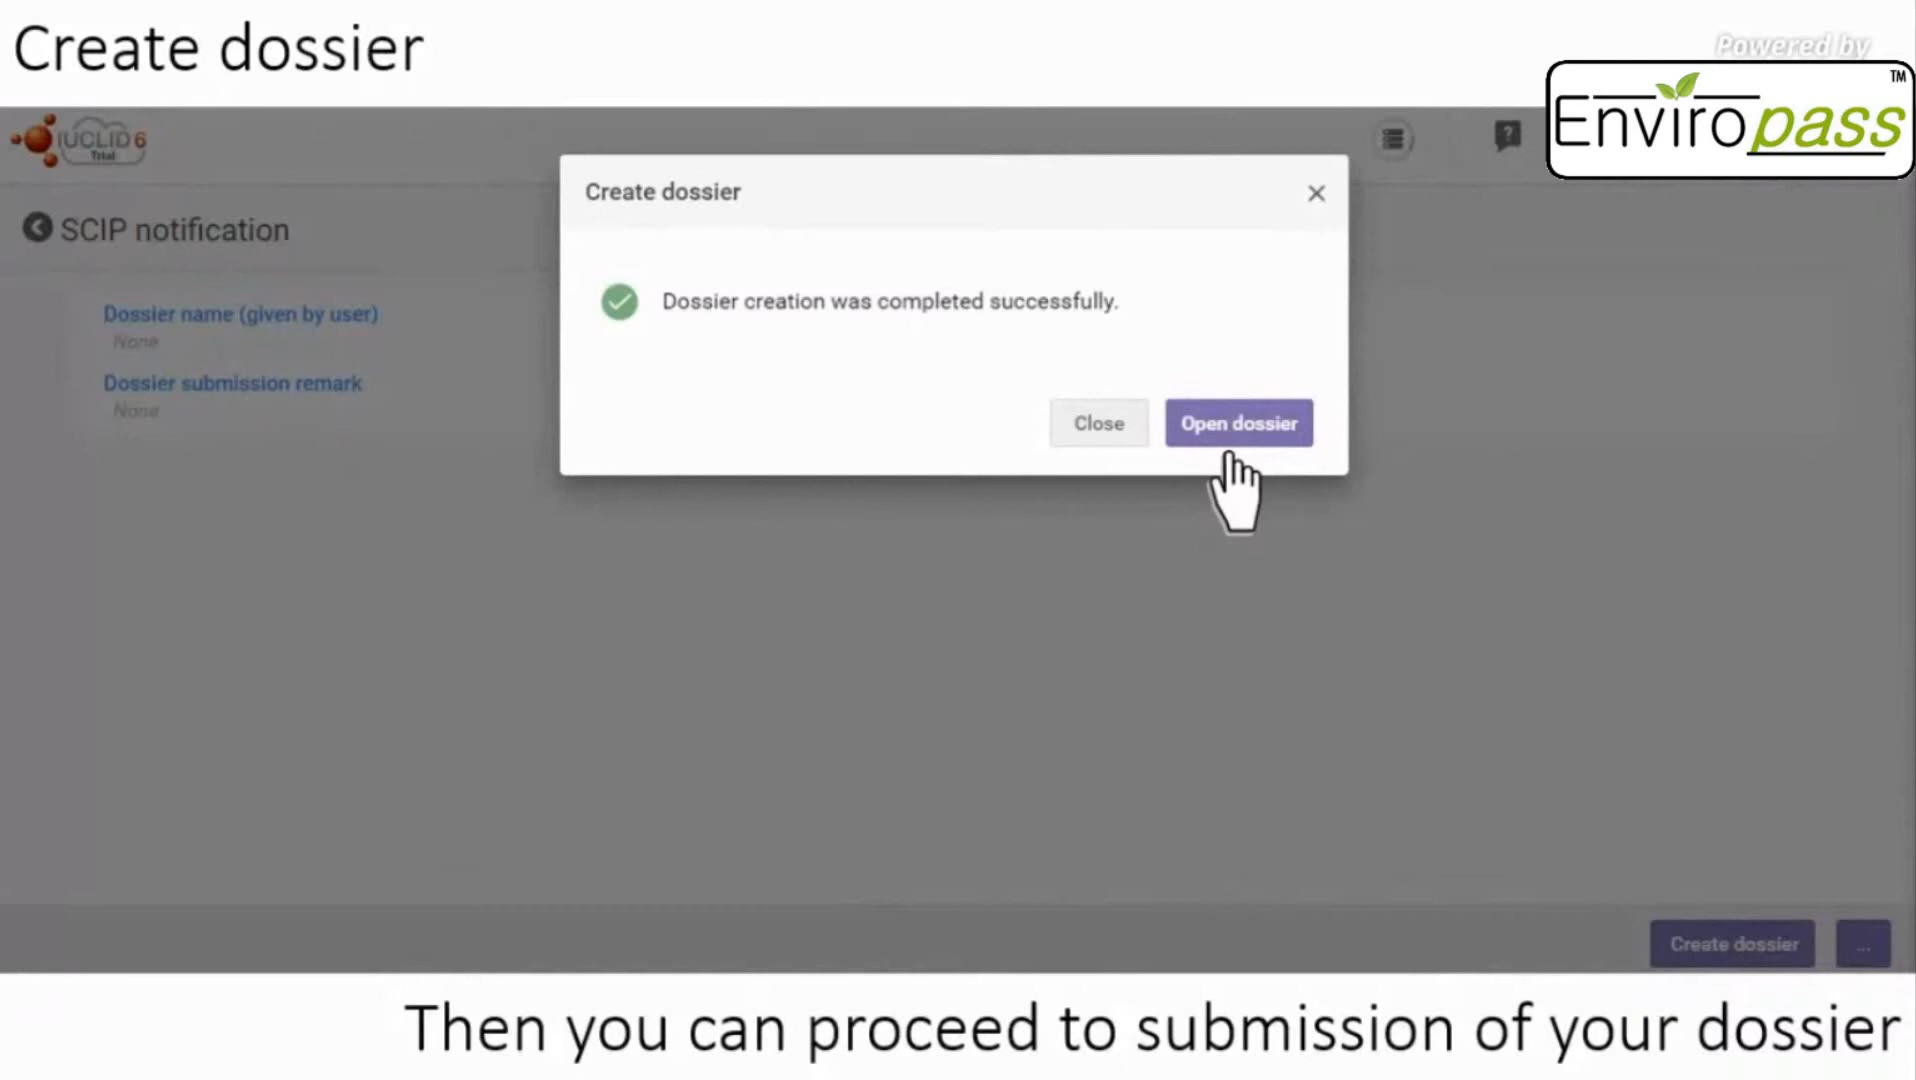 Create dossier
Powered by
Enviropass TM
IUCLID 6
Trial
SCIP notification
Dossier name (given by user)
None
Dossier submission remark
None
Create dossier
Dossier creation was completed successfully.
Close
Open dossier
Create dossier
...
Then you can proceed to submission of your dossier